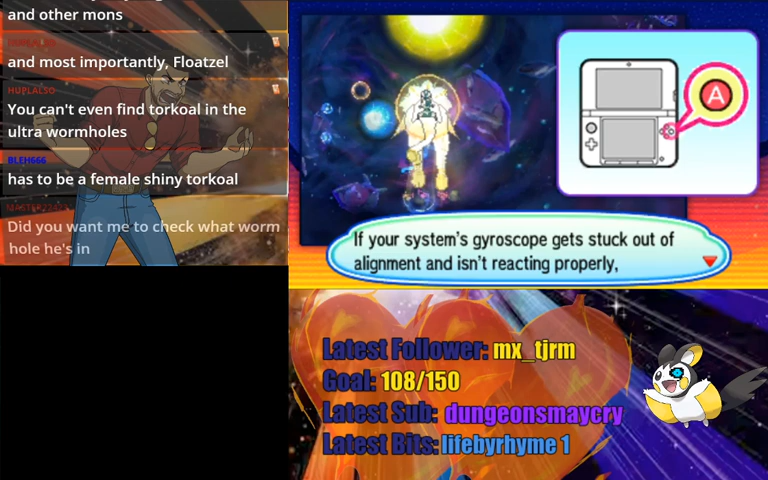 and other mons
and most importantly, Floatzel
HUPLALSO
You can't even find torkoal in the
ultra wormholes
BLEH666
has to be a female shiny torkoal
Did you want me to check what worm
hole he's in
A
If your system's gyroscope gets stuck out of
alignment and isn't reacting properly,
Latest Follower: mx_tjrm
Goal: 108/150
Latest Sub: dungeonsmaycry
Latest Bits: lifebyrhyme 1